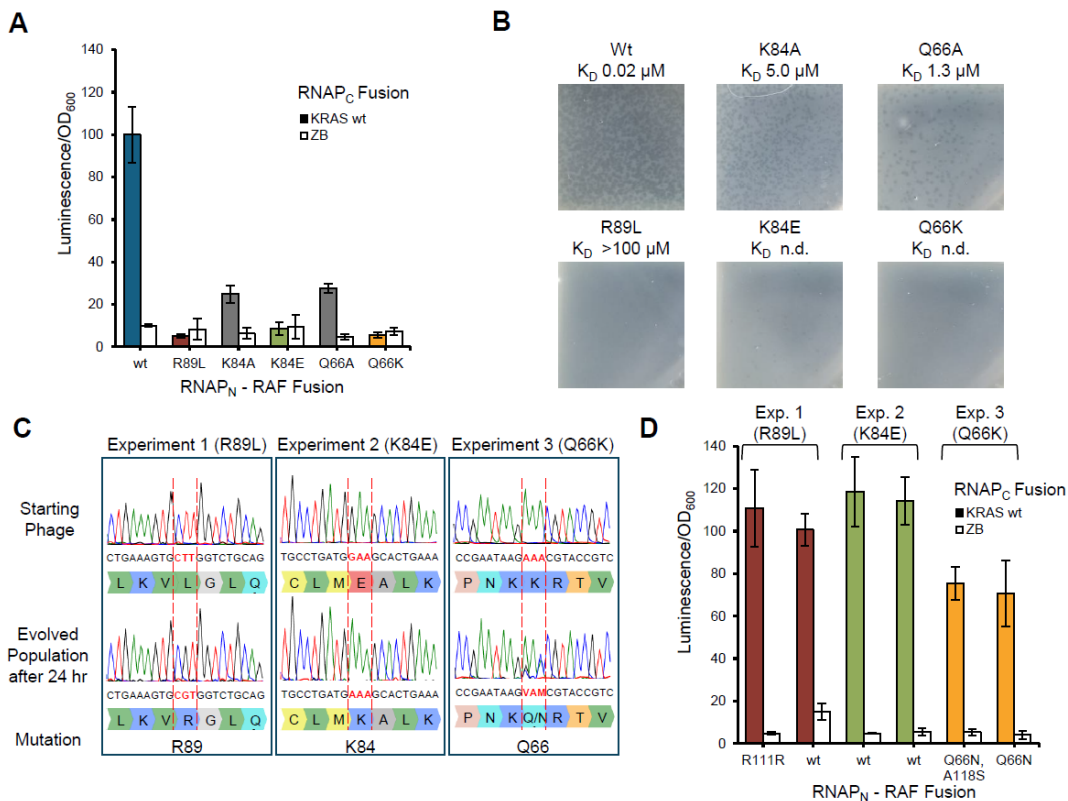 A
140
120
100
80
60
40
20
0
Luminescence/OD600
RNAPC Fusion
KRAS wt
ZB
wt R89L K84A K84E Q66A Q66K
RNAPN - RAF Fusion
B
Wt
KD 0.02 µM
K84A
KD 5.0 µM
Q66A
KD 1.3 µM
R89L
KD >100 µM
K84E
KD n.d.
Q66K
KD n.d.
C
Experiment 1 (R89L) Experiment 2 (K84E) Experiment 3 (Q66K)
Starting
Phage
CTGAAAGTGCTTGGTCTGCAG
L K V L G L Q
TGCCTGATGGAAGCACTGAAA
C L M E A L K
CCGAATAAGAAACGTACCGTC
P N K K R T V
Evolved
Population
after 24 hr
CTGAAAGTGCGTGGTCTGCAG
L K V R G L Q
TGCCTGATGAAAGCACTGAAA
C L M K A L K
CCGAATAAGVAMCGTACCGTC
P N K Q/N R T V
Mutation
R89
K84
Q66
D
Exp. 1
(R89L)
Exp. 2
(K84E)
Exp. 3
(Q66K)
140
120
100
80
60
40
20
0
Luminescence/OD600
RNAPC Fusion
KRAS wt
ZB
R111R wt wt wt Q66N,
A118S
Q66N
RNAPN - RAF Fusion